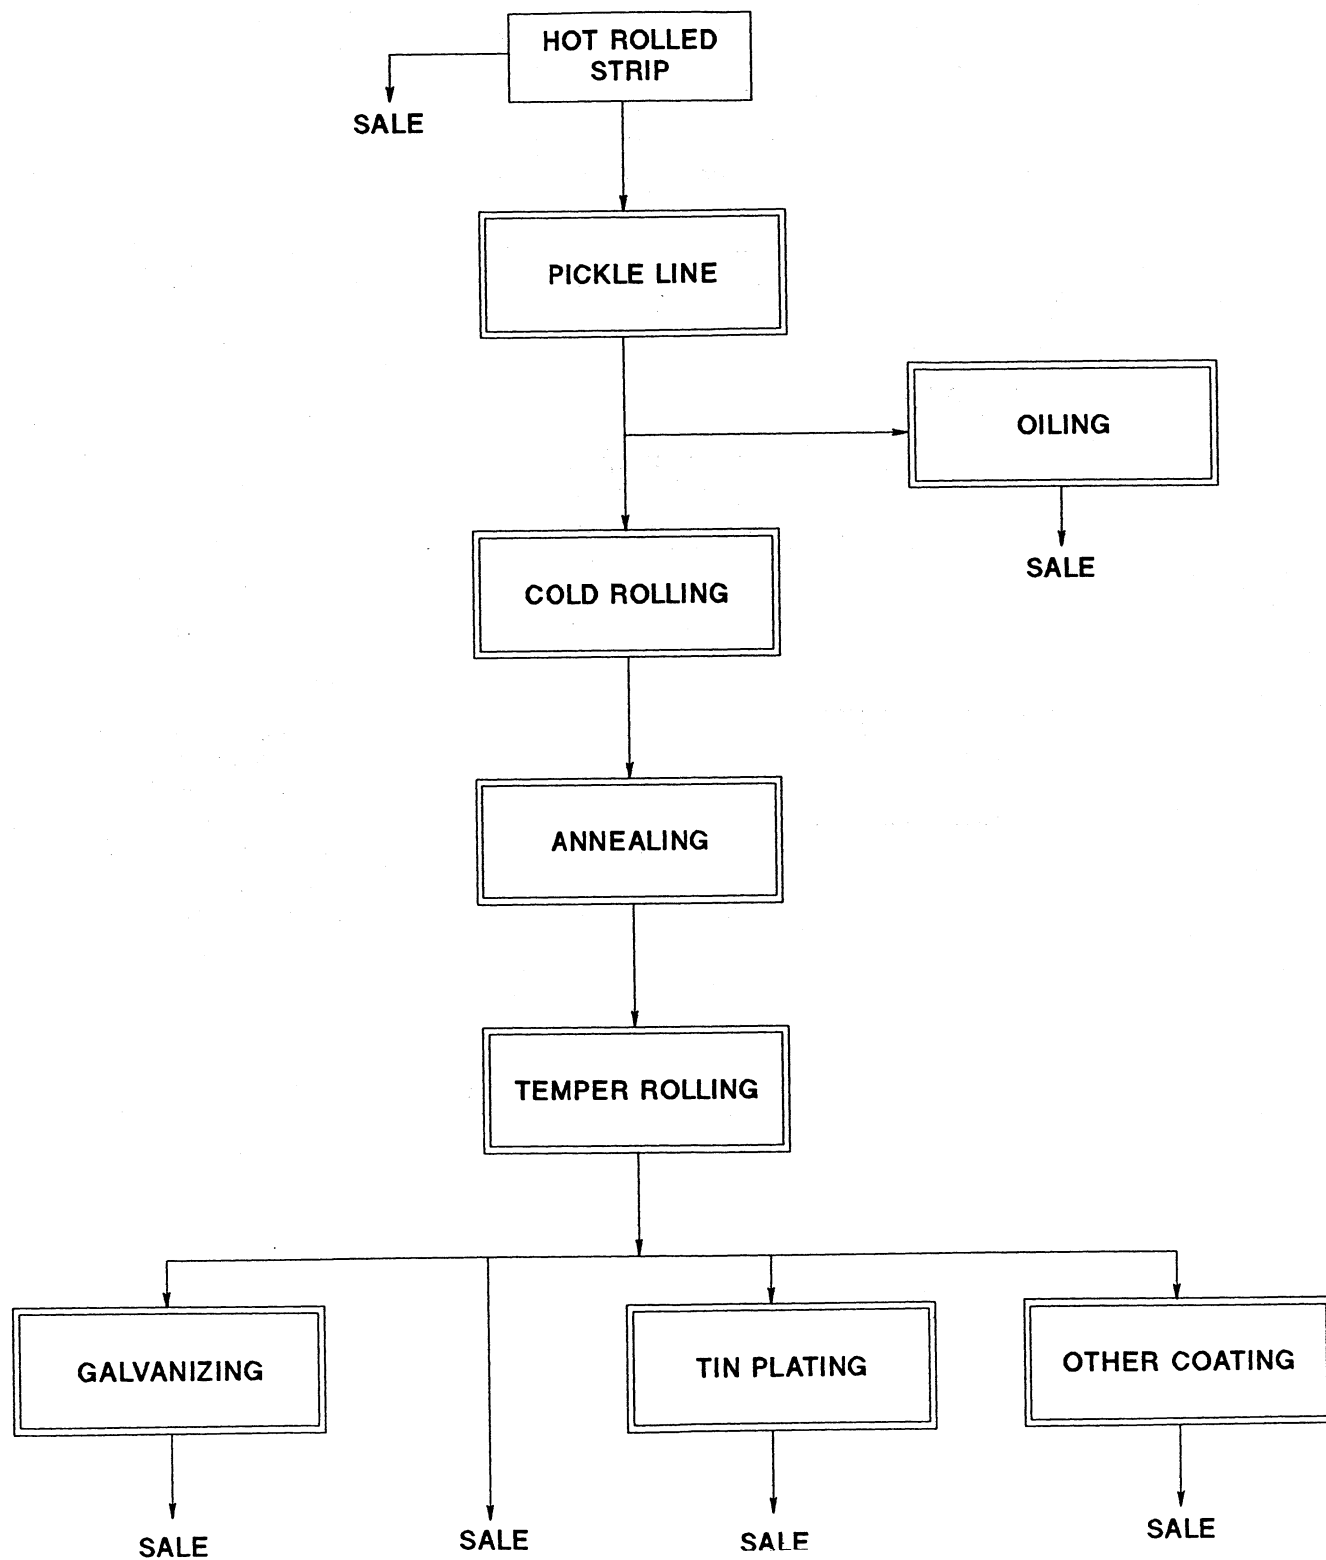 HOT ROLLED
STRIP
SALE
PICKLE LINE
OILING
SALE
COLD ROLLING
ANNEALING
TEMPER ROLLING
GALVANIZING
TIN PLATING
OTHER COATING
SALE
SALE
SALE
SALE